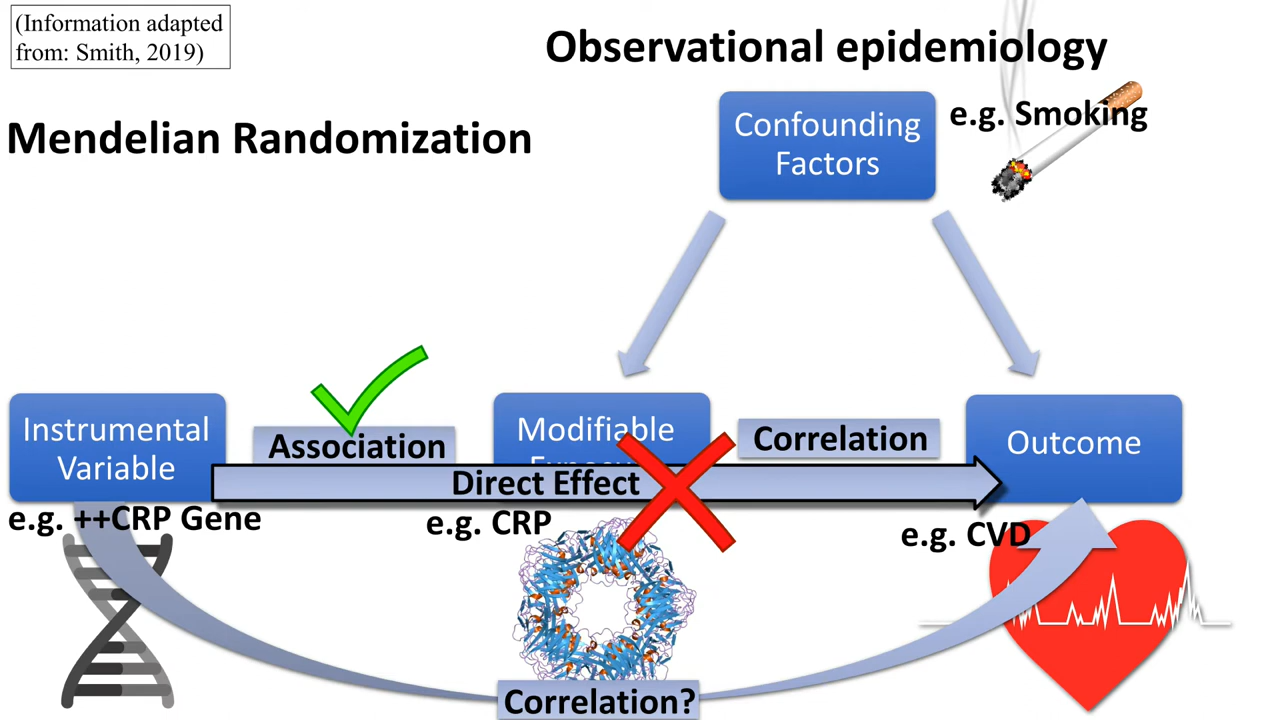 (Information adapted
from: Smith, 2019)
Observational epidemiology
Mendelian Randomization
Confounding
Factors
e.g. Smoking
Instrumental
Variable
Association
Modifiable
Correlation
Outcome
Direct Effect
e.g. ++CRP Gene
e.g. CRP
e.g. CVD
Correlation?